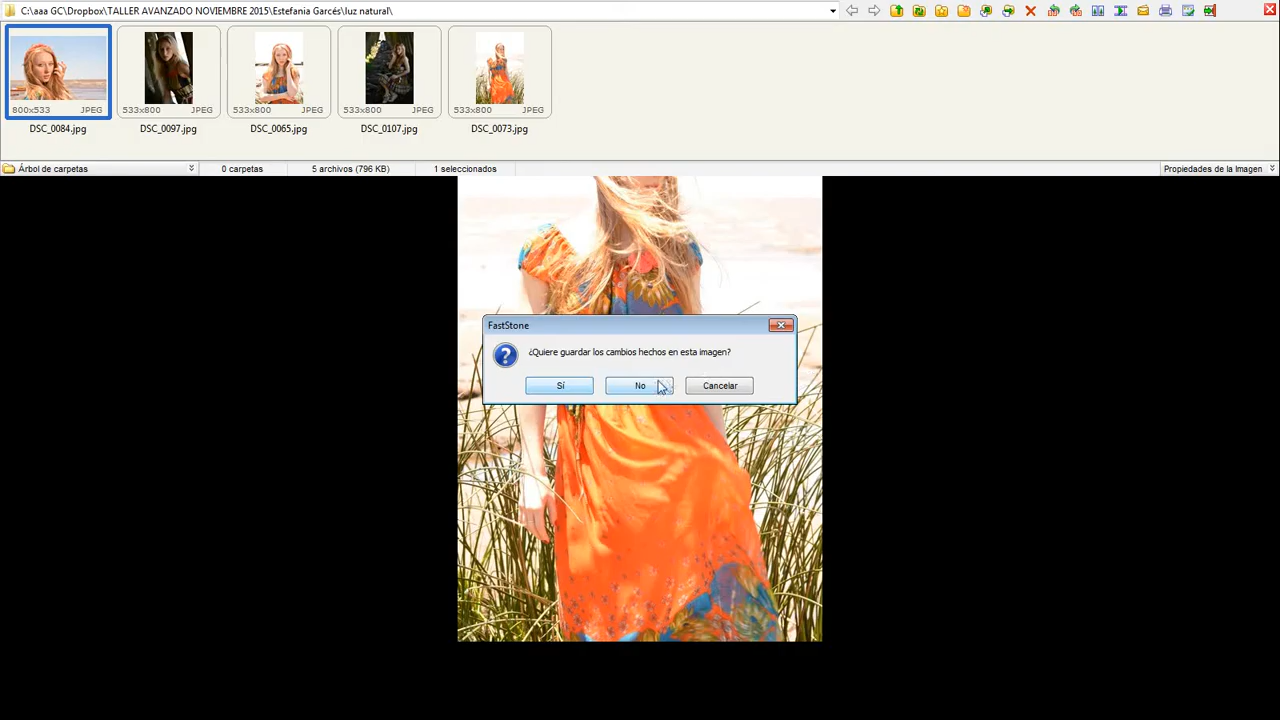 C:\aaa GC\Dropbox\TALLER AVANZADO NOVIEMBRE 2015\Estefania Garcés\luz natural\
800x533 JPEG
533x800 JPEG
533x800 JPEG
533x800 JPEG
533x800 JPEG
DSC_0084.jpg
DSC_0097.jpg
DSC_0065.jpg
DSC_0107.jpg
DSC_0073.jpg
Árbol de carpetas
0 carpetas
5 archivos (796 KB)
1 seleccionados
Propiedades de la Imagen
FastStone
¿Quiere guardar los cambios hechos en esta imagen?
Sí
No
Cancelar